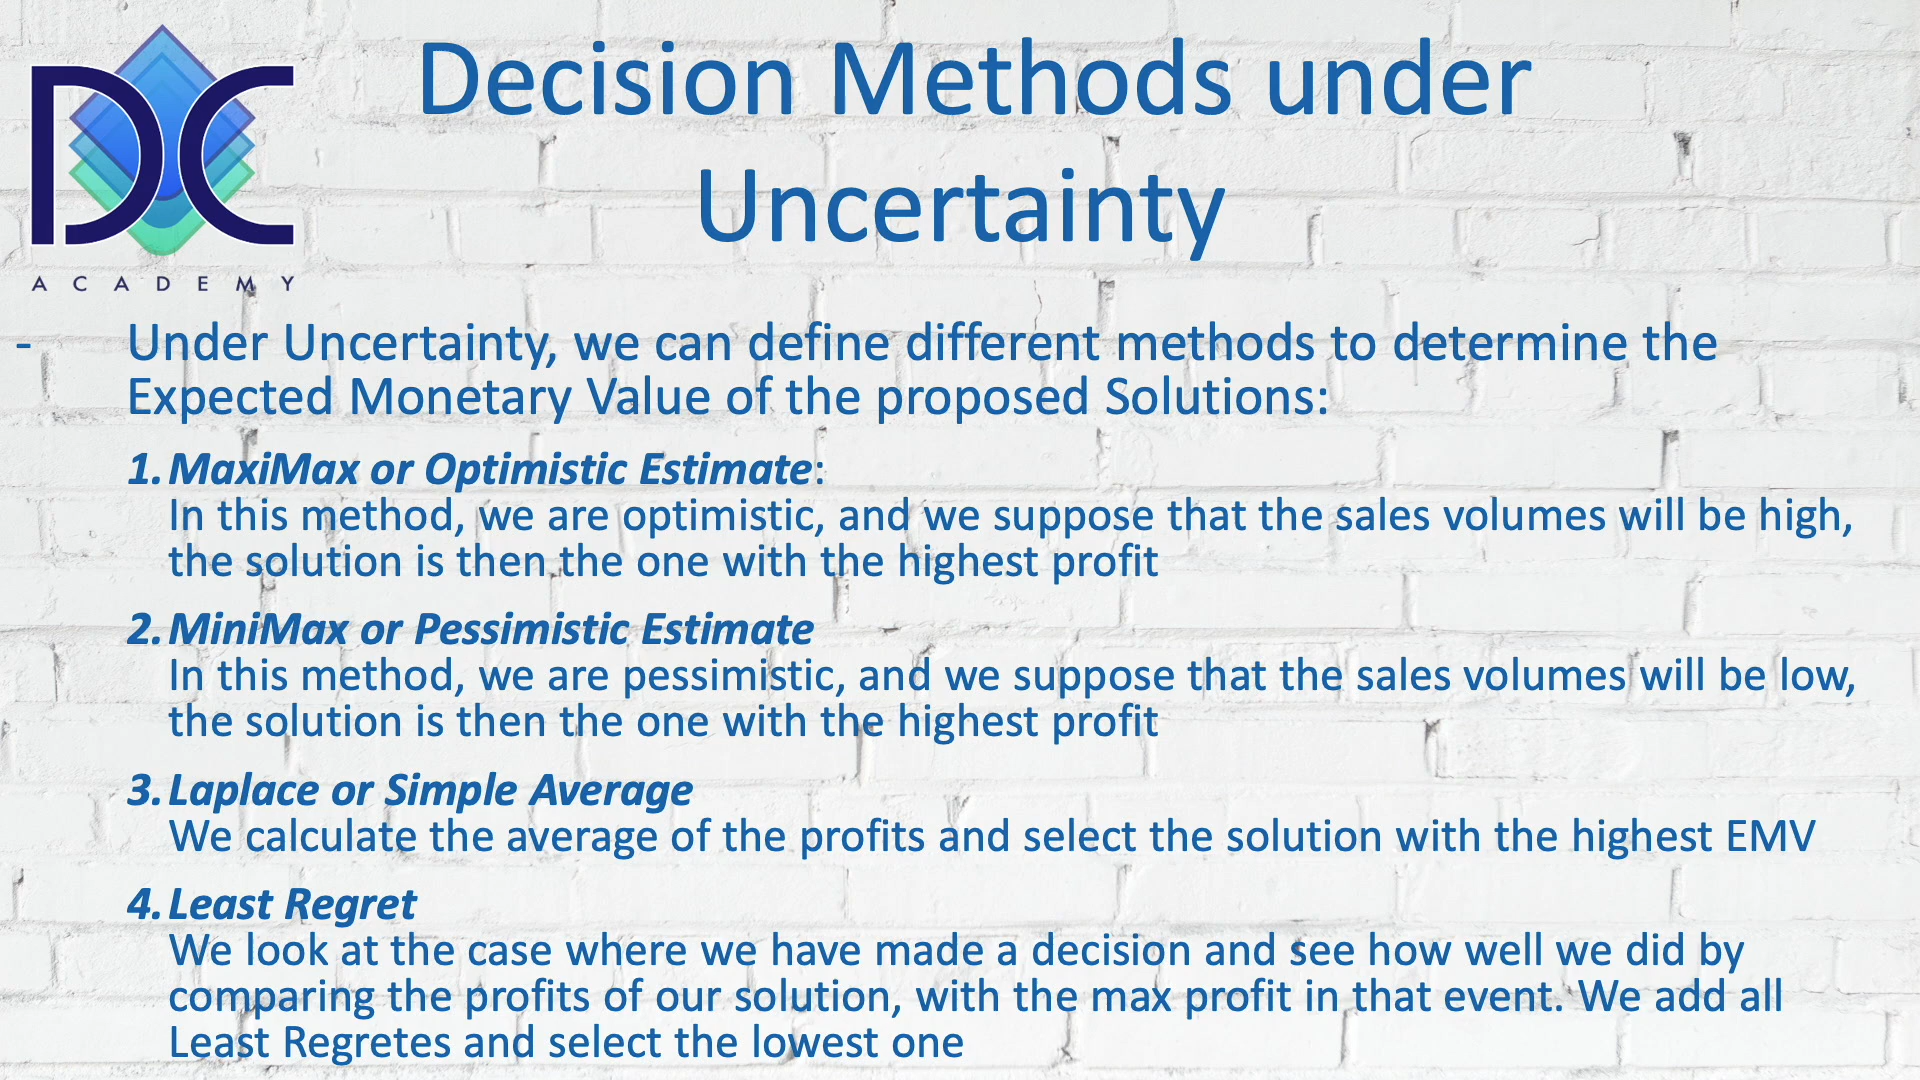 DC
ACADEMY
Decision Methods under
Uncertainty
- Under Uncertainty, we can define different methods to determine the
Expected Monetary Value of the proposed Solutions:
1. MaxiMax or Optimistic Estimate:
In this method, we are optimistic, and we suppose that the sales volumes will be high,
the solution is then the one with the highest profit
2. MiniMax or Pessimistic Estimate
In this method, we are pessimistic, and we suppose that the sales volumes will be low,
the solution is then the one with the highest profit
3. Laplace or Simple Average
We calculate the average of the profits and select the solution with the highest EMV
4. Least Regret
We look at the case where we have made a decision and see how well we did by
comparing the profits of our solution, with the max profit in that event. We add all
Least Regretes and select the lowest one